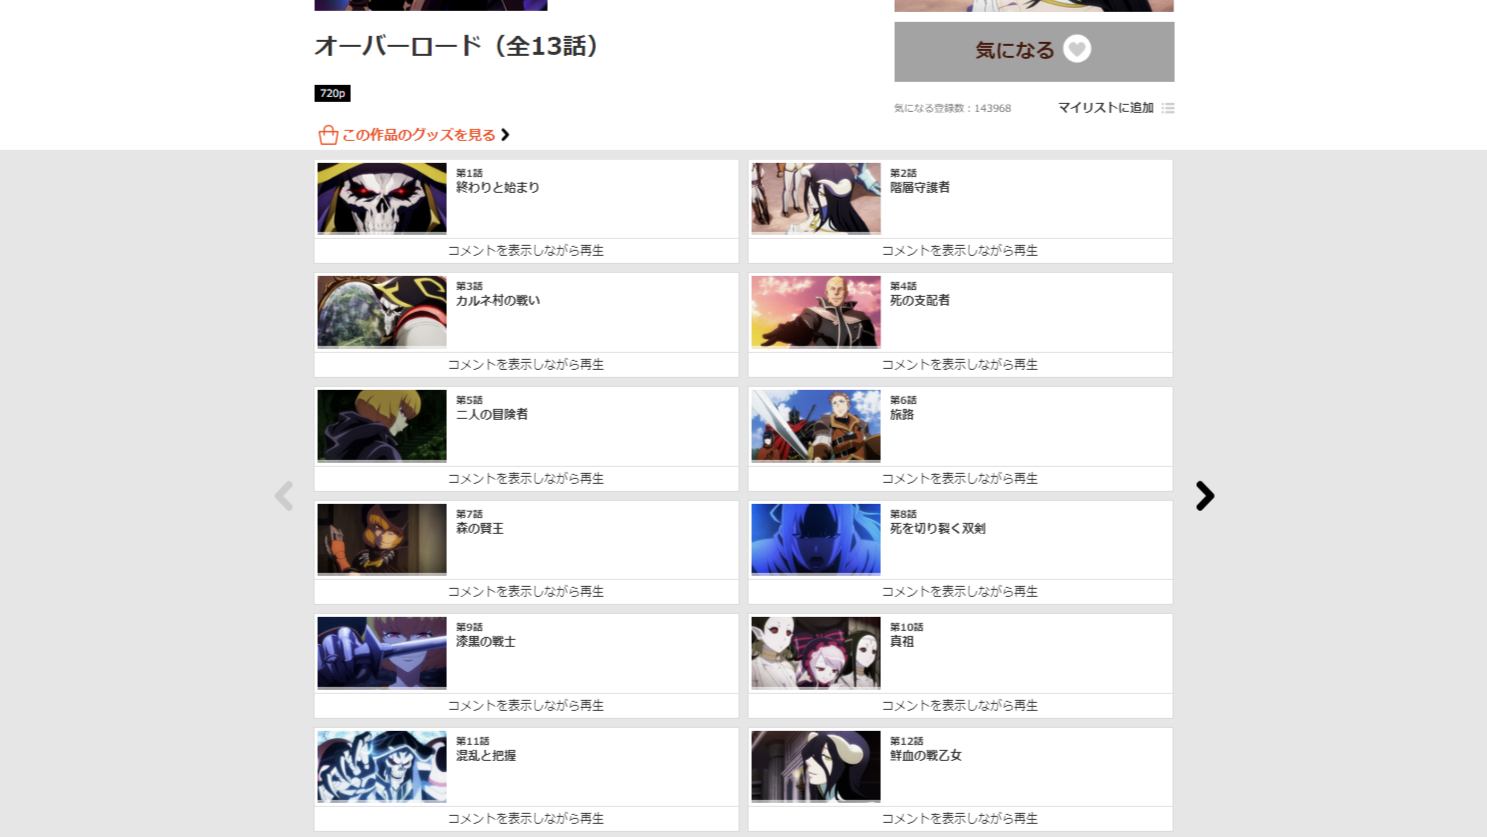 オーバーロード（全13話）
気になる
720p
気になる登録数：143968
マイリストに追加
この作品のグッズを見る
第1話
終わりと始まり
コメントを表示しながら再生
第2話
階層守護者
コメントを表示しながら再生
第3話
カルネ村の戦い
コメントを表示しながら再生
第4話
死の支配者
コメントを表示しながら再生
第5話
二人の冒険者
コメントを表示しながら再生
第6話
旅路
コメントを表示しながら再生
第7話
森の賢王
コメントを表示しながら再生
第8話
死を切り裂く双剣
コメントを表示しながら再生
第9話
漆黒の戦士
コメントを表示しながら再生
第10話
真祖
コメントを表示しながら再生
第11話
混乱と把握
コメントを表示しながら再生
第12話
鮮血の戦乙女
コメントを表示しながら再生